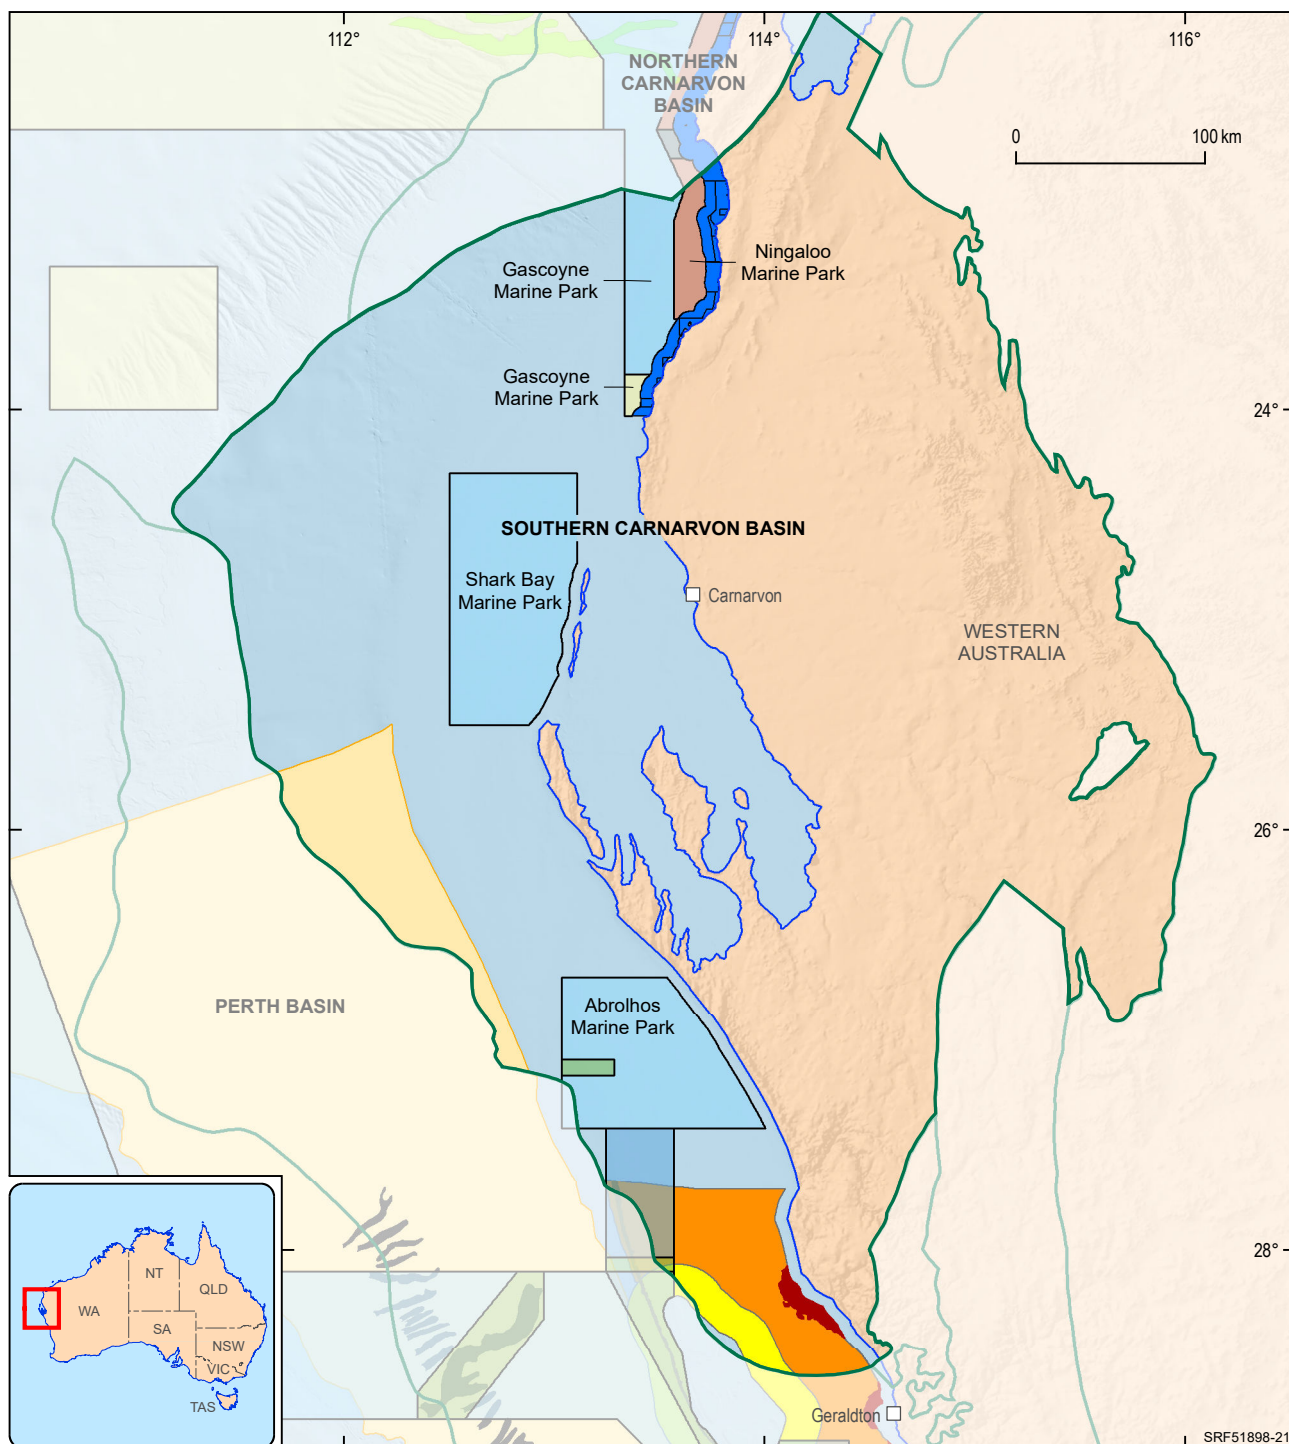 112°
114°
116°
NORTHERN
CARNARVON
BASIN
0
100 km
Gascoyne
Marine Park
Ningaloo
Marine Park
Gascoyne
Marine Park
24°
SOUTHERN CARNARVON BASIN
Shark Bay
Marine Park
Carnarvon
WESTERN
AUSTRALIA
26°
PERTH BASIN
Abrolhos
Marine Park
28°
NT
QLD
WA
SA
NSW
VIC
TAS
Geraldton
SRF51898-21